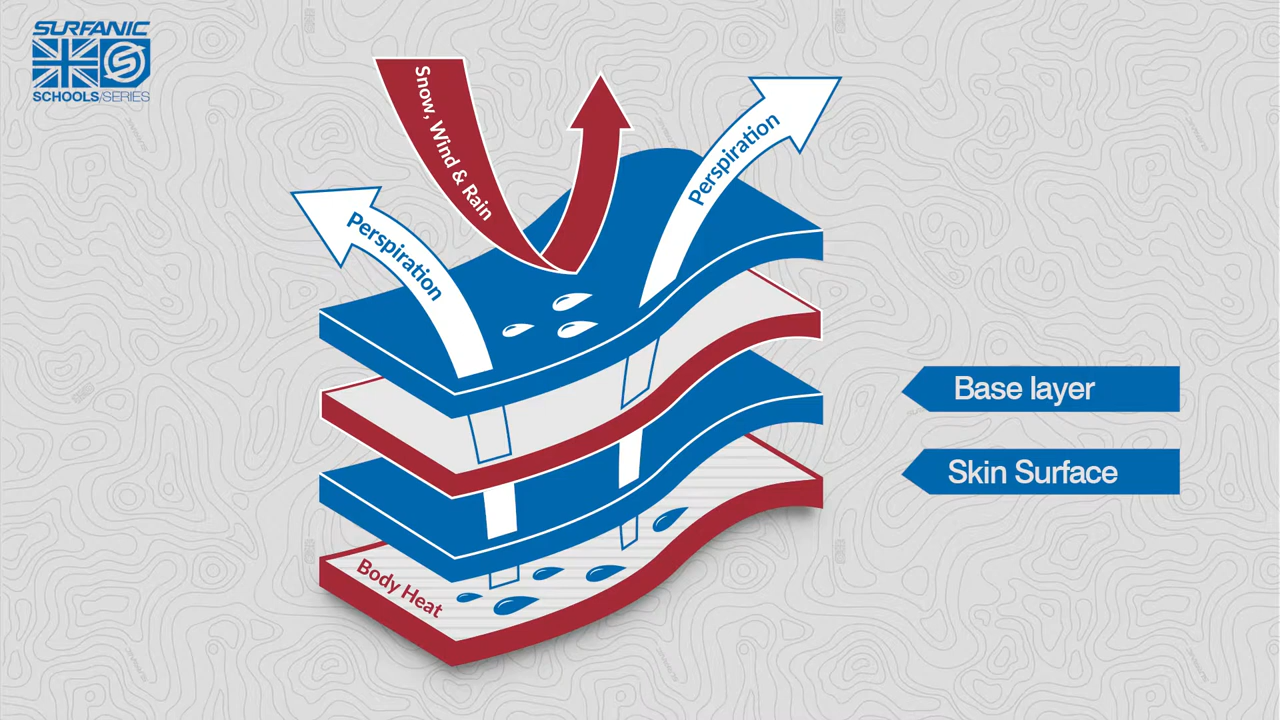 SURFANIC
SCHOOLS/SERIES
Snow, Wind & Rain
Perspiration
Perspiration
Base layer
Skin Surface
Body Heat